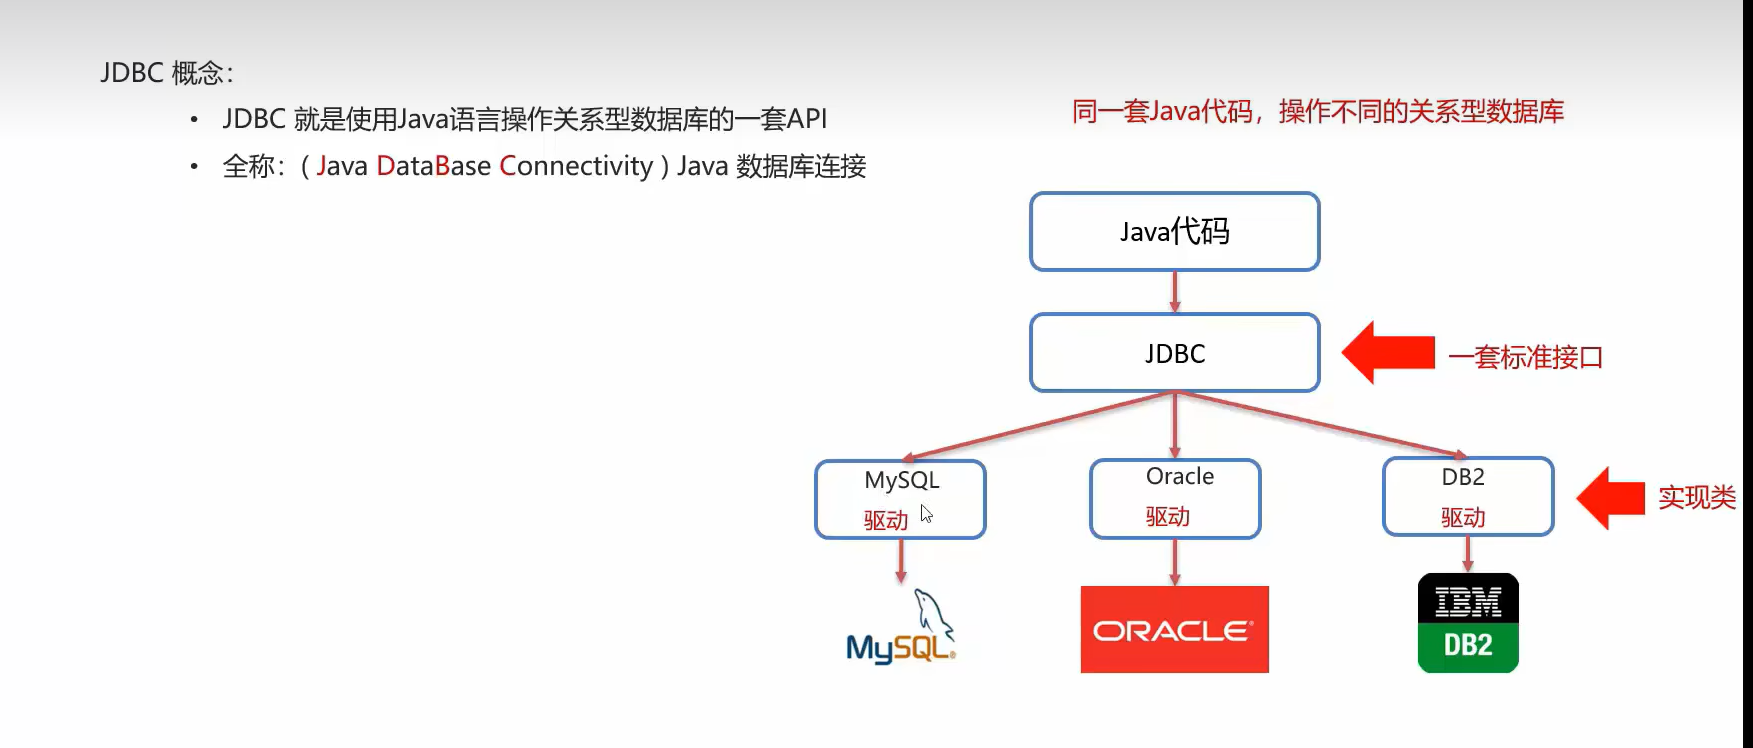 JDBC 概念：
• JDBC 就是使用Java语言操作关系型数据库的一套API
• 全称：( Java DataBase Connectivity ) Java 数据库连接
同一套Java代码，操作不同的关系型数据库
Java代码
JDBC
一套标准接口
MySQL
驱动
Oracle
驱动
DB2
驱动
实现类
MySQL®
ORACLE®
IBM
DB2